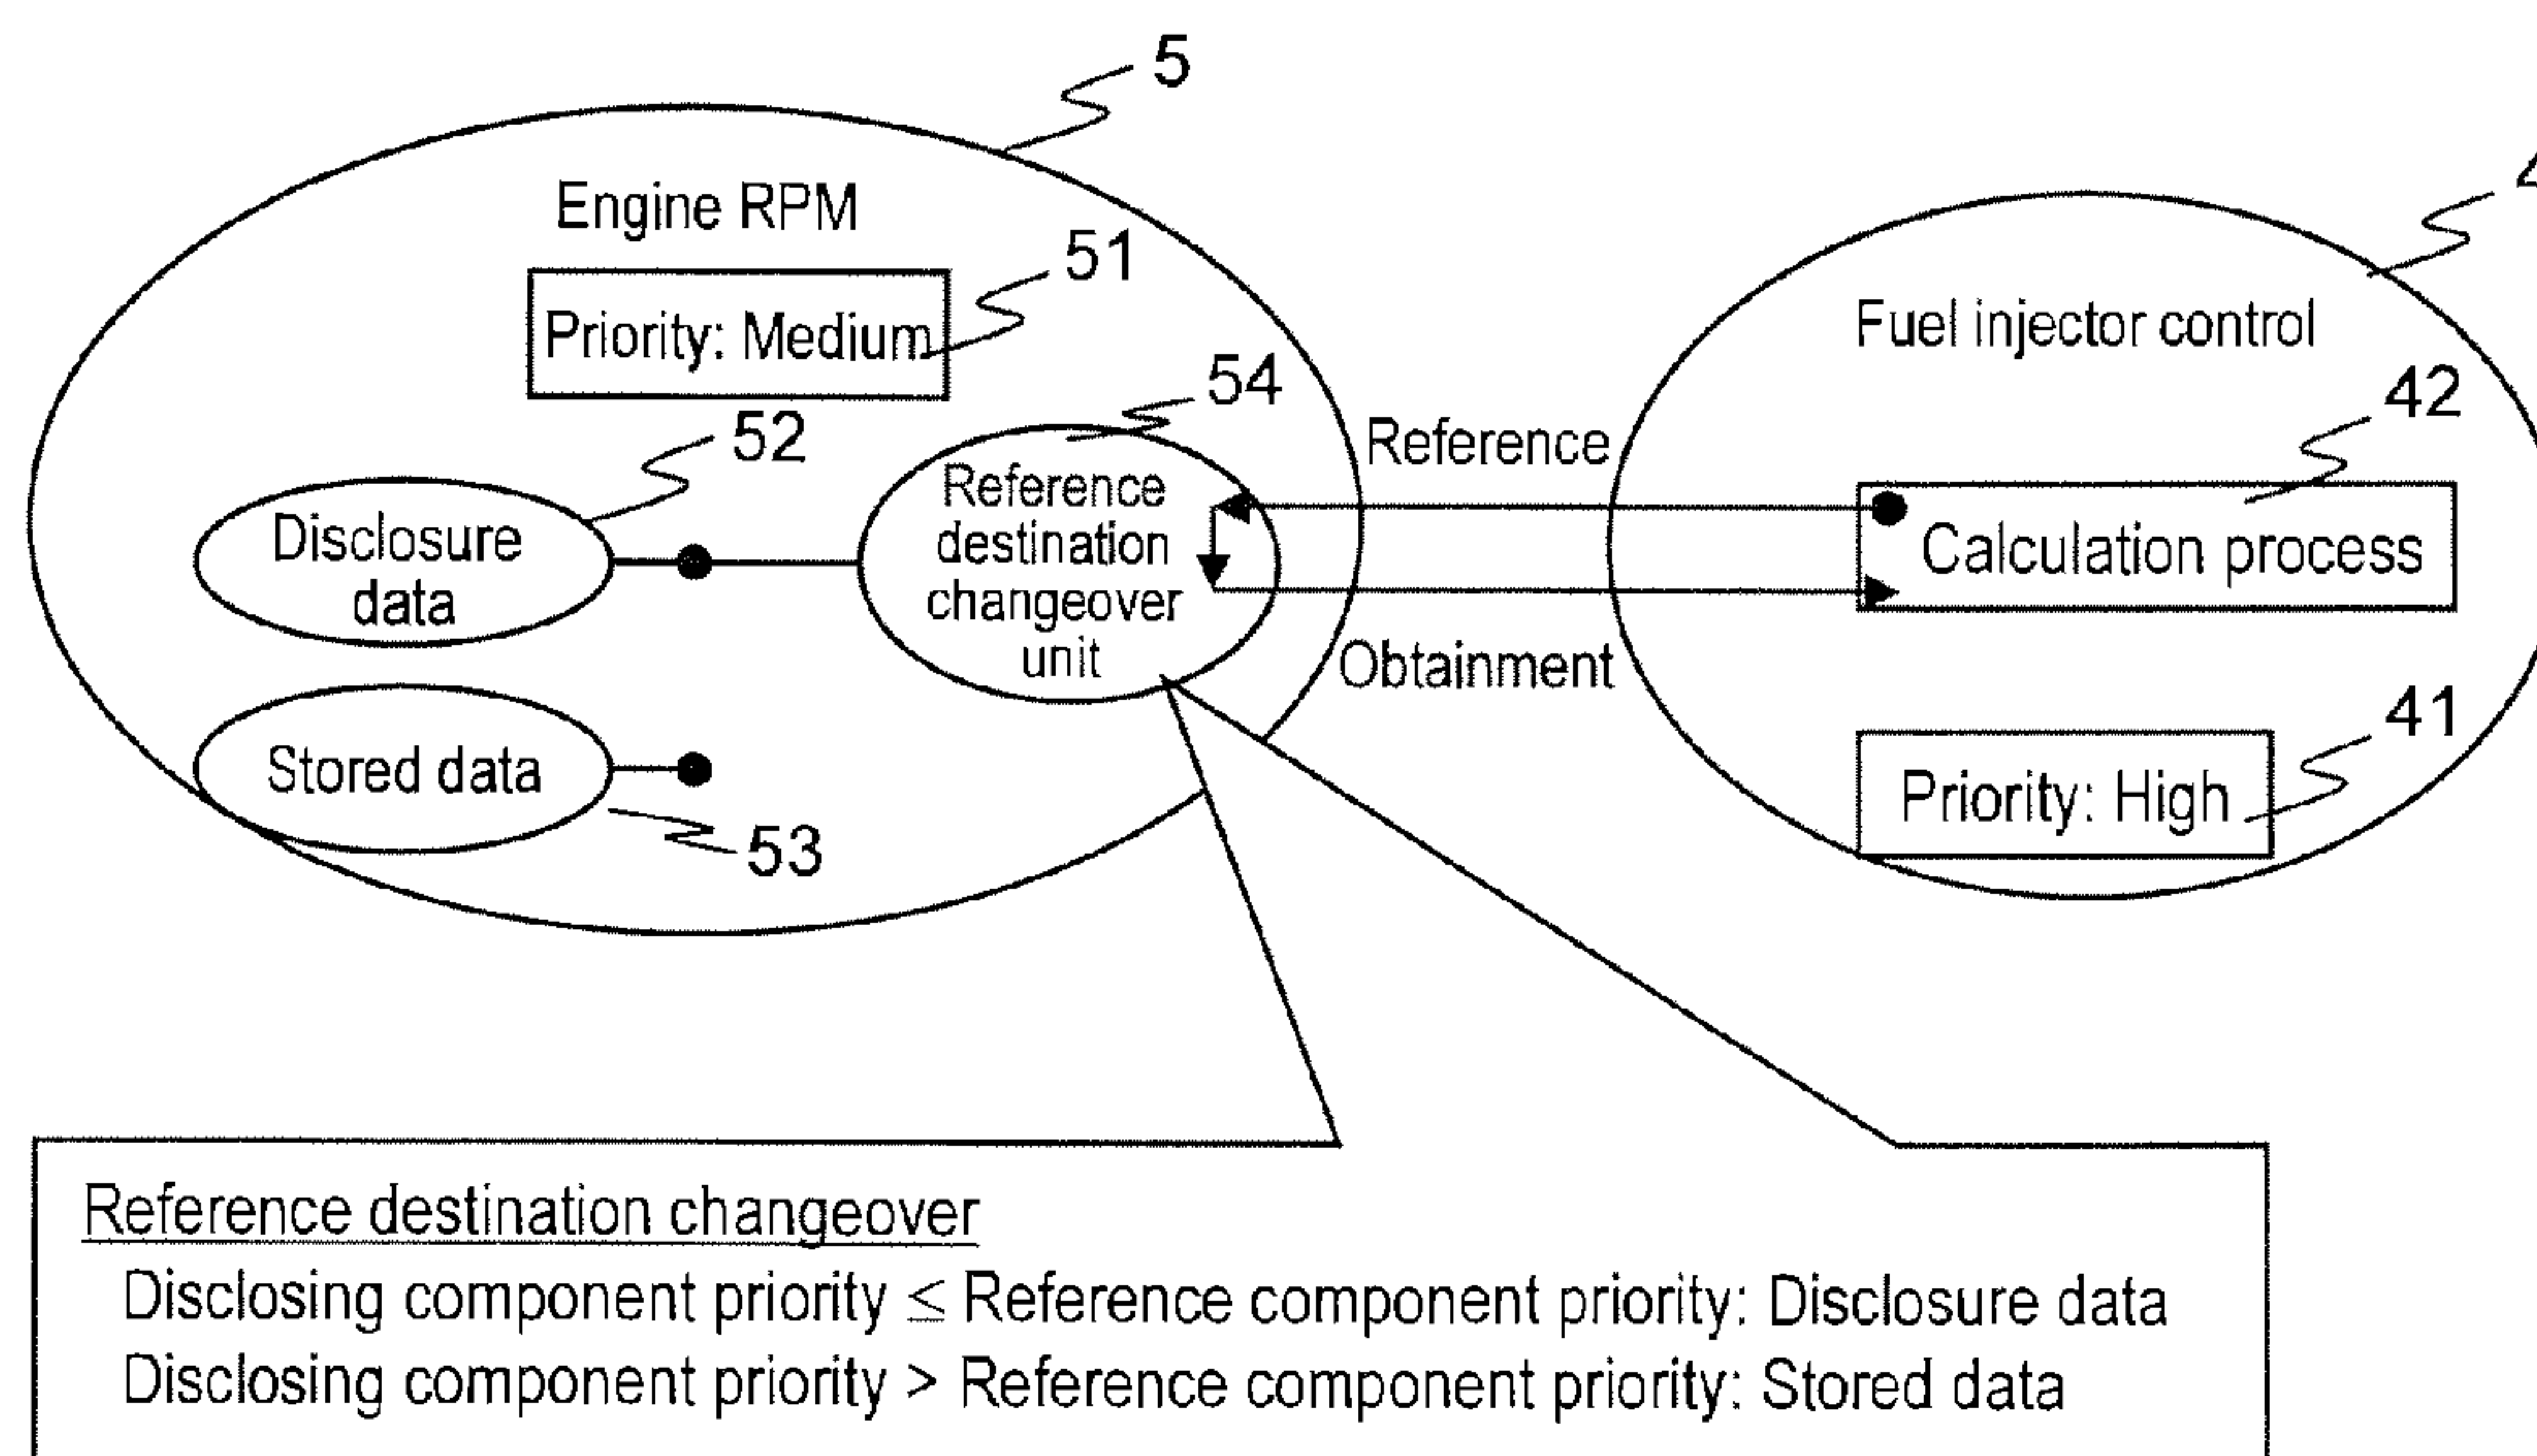 5
Engine RPM
51
Priority: Medium
54
52
Disclosure
data
Reference
destination
changeover
unit
Stored data
53
Reference
Obtainment
4
Fuel injector control
42
Calculation process
41
Priority: High
Reference destination changeover
Disclosing component priority ≤ Reference component priority: Disclosure data
Disclosing component priority > Reference component priority: Stored data